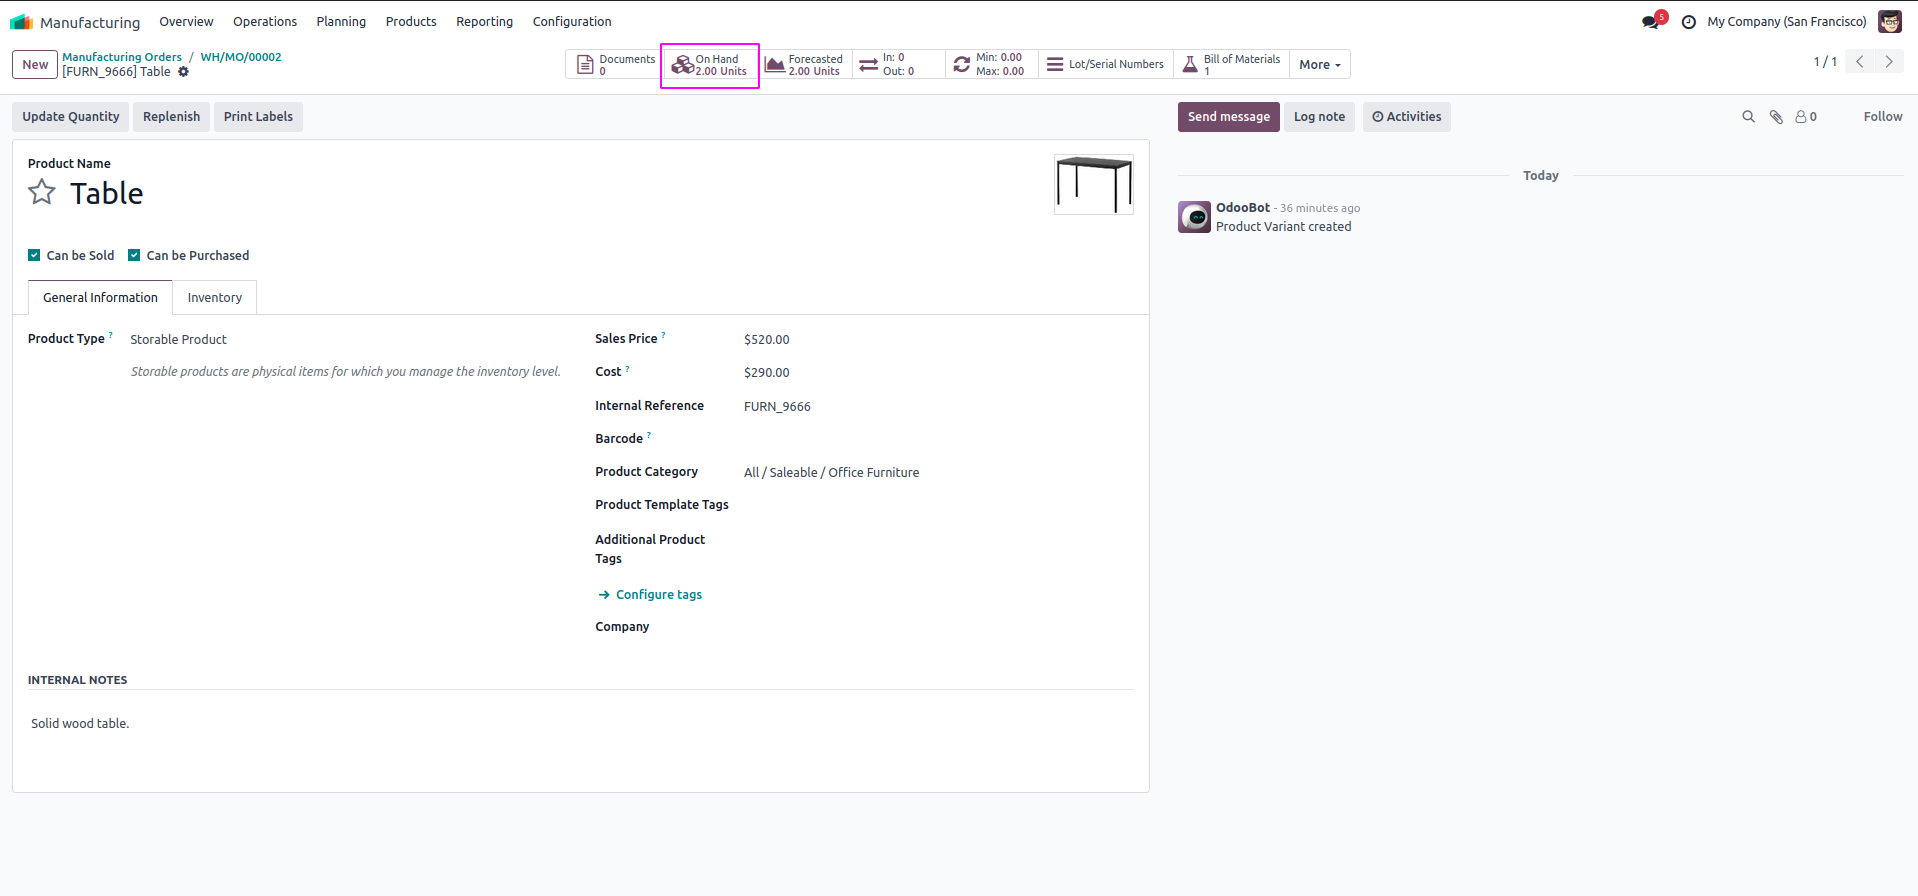 Manufacturing Overview Operations Planning Products Reporting Configuration 5 My Company (San Francisco)
New Manufacturing Orders / WH/MO/00002
[FURN_9666] Table
Documents
0
On Hand
2.00 Units
Forecasted
2.00 Units
In: 0
Out: 0
Min: 0.00
Max: 0.00
Lot/Serial Numbers
Bill of Materials
1
More
1 / 1
Update Quantity Replenish Print Labels
Send message Log note Activities 0 Follow
Product Name
Table
Can be Sold Can be Purchased
General Information Inventory
Product Type ? Storable Product
Storable products are physical items for which you manage the inventory level.
Sales Price ? $520.00
Cost ? $290.00
Internal Reference FURN_9666
Barcode ?
Product Category All / Saleable / Office Furniture
Product Template Tags
Additional Product
Tags
Configure tags
Company
INTERNAL NOTES
Solid wood table.
Today
OdooBot - 36 minutes ago
Product Variant created